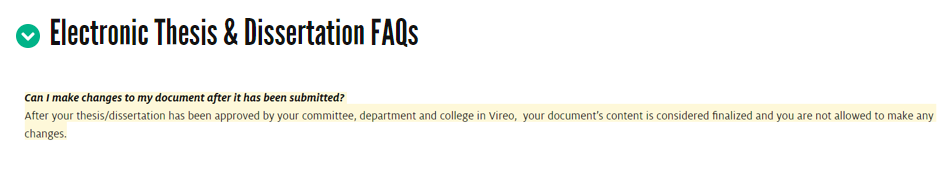 Electronic Thesis & Dissertation FAQs
Can I make changes to my document after it has been submitted?
After your thesis/dissertation has been approved by your committee, department and college in Vireo,  your document's content is considered finalized and you are not allowed to make any
changes.